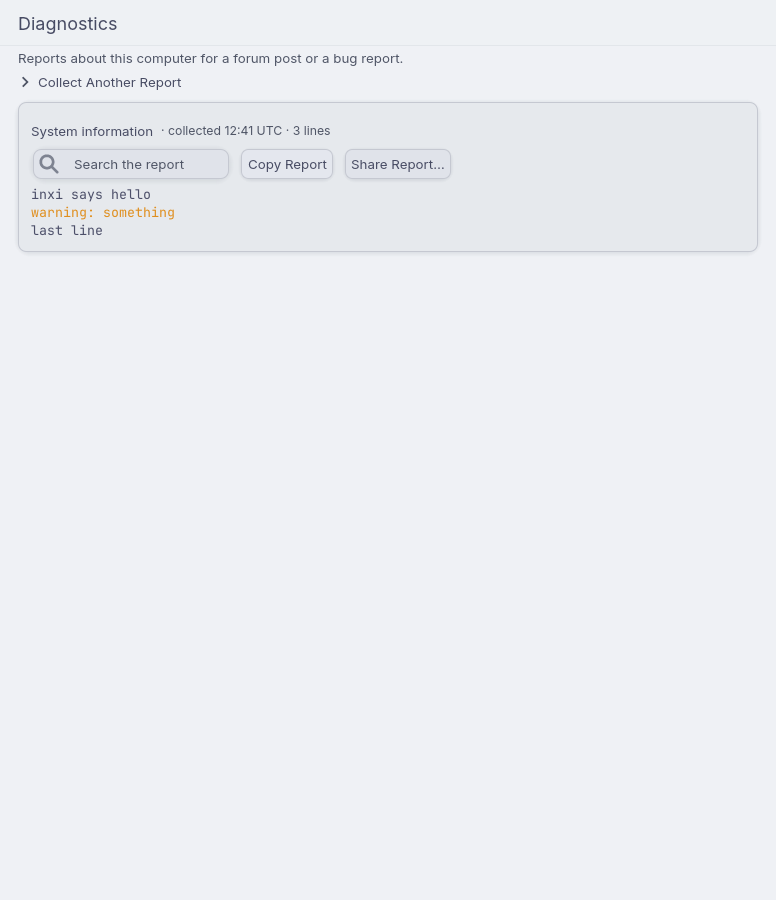 Diagnostics
Reports about this computer for a forum post or a bug report.
Collect Another Report
System information · collected 12:41 UTC · 3 lines
Search the report Copy Report Share Report...
inxi says hello
warning: something
last line